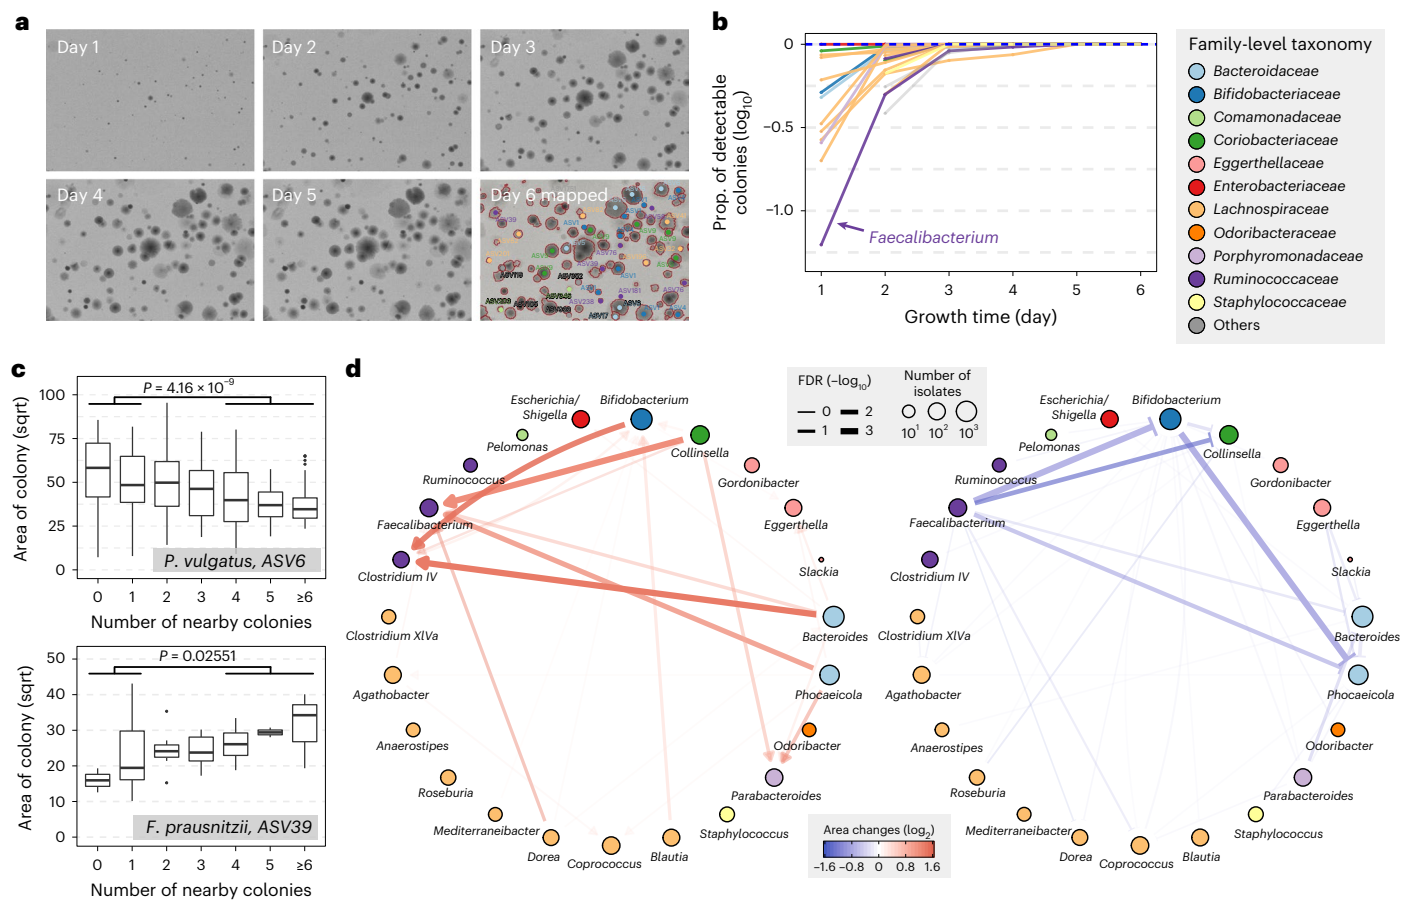 a
Day 1
Day 2
Day 3
Day 4
Day 5
Day 6 mapped
b
Prop. of detectable
colonies (log10)
0
−0.5
−1.0
Faecalibacterium
1 2 3 4 5 6
Growth time (day)
Family-level taxonomy
Bacteroidaceae
Bifidobacteriaceae
Comamonadaceae
Coriobacteriaceae
Eggerthellaceae
Enterobacteriaceae
Lachnospiraceae
Odoribacteraceae
Porphyromonadaceae
Ruminococcaceae
Staphylococcaceae
Others
c
Area of colony (sqrt)
100
75
50
25
0
P = 4.16 × 10−9
P. vulgatus, ASV6
0 1 2 3 4 5 ≥6
Number of nearby colonies
Area of colony (sqrt)
50
40
30
20
10
0
P = 0.02551
F. prausnitzii, ASV39
0 1 2 3 4 5 ≥6
Number of nearby colonies
d
Escherichia/
Shigella
Bifidobacterium
Pelomonas
Collinsella
Ruminococcus
Gordonibacter
Faecalibacterium
Eggerthella
Clostridium IV
Slackia
Clostridium XIVa
Bacteroides
Agathobacter
Phocaeicola
Anaerostipes
Odoribacter
Roseburia
Parabacteroides
Mediterraneibacter
Staphylococcus
Dorea
Coprococcus
Blautia
FDR (−log10)
0 2
1 3
Number of
isolates
101 102 103
Area changes (log2)
−1.6 −0.8 0 0.8 1.6
Escherichia/
Shigella
Bifidobacterium
Pelomonas
Collinsella
Ruminococcus
Gordonibacter
Faecalibacterium
Eggerthella
Clostridium IV
Slackia
Clostridium XIVa
Bacteroides
Agathobacter
Phocaeicola
Anaerostipes
Odoribacter
Roseburia
Parabacteroides
Mediterraneibacter
Staphylococcus
Dorea
Coprococcus
Blautia